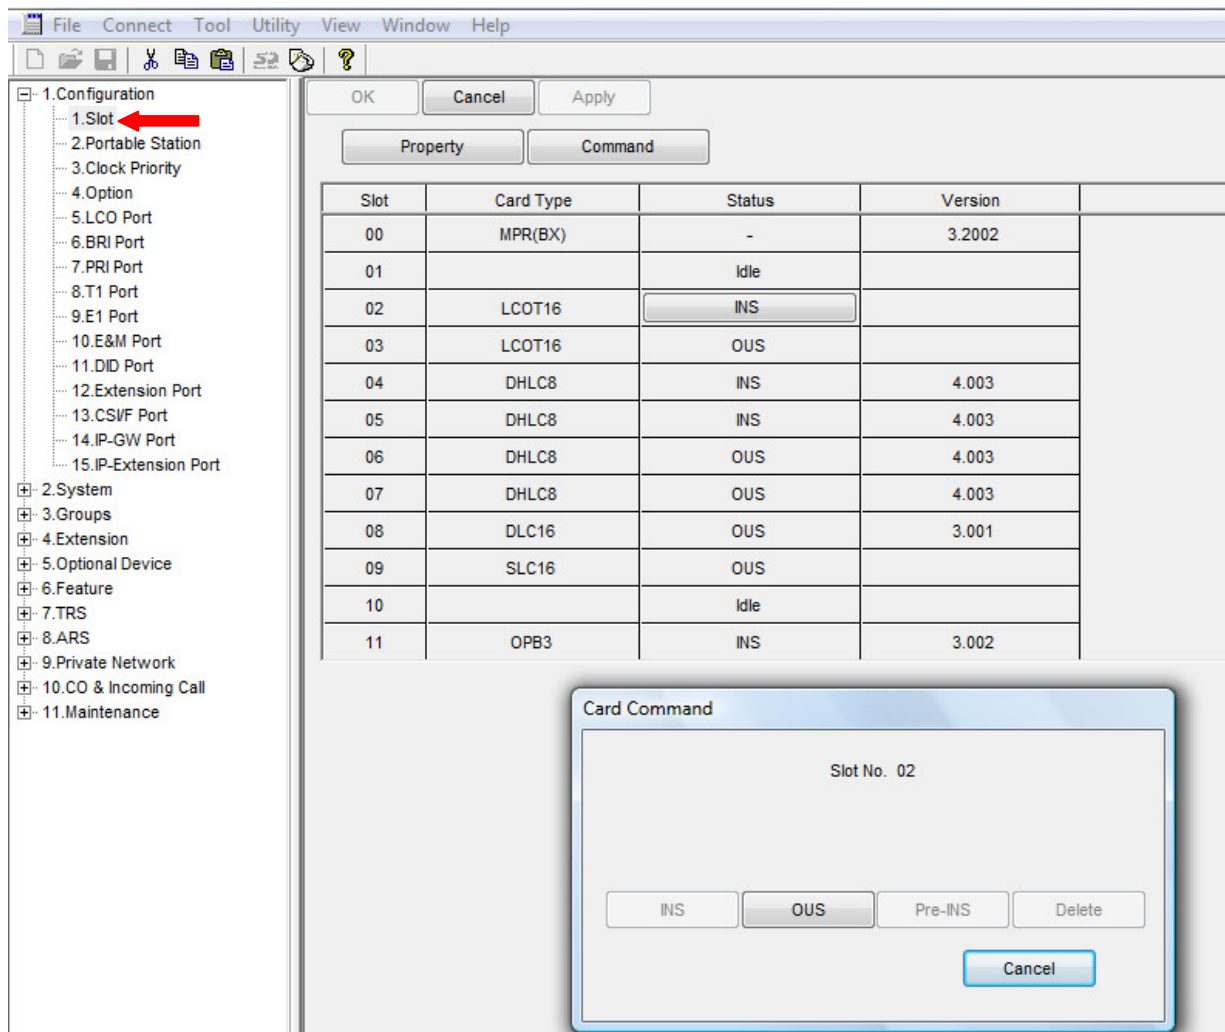 File Connect Tool Utility View Window Help
1.Configuration
1.Slot
2.Portable Station
3.Clock Priority
4.Option
5.LCO Port
6.BRI Port
7.PRI Port
8.T1 Port
9.E1 Port
10.E&M Port
11.DID Port
12.Extension Port
13.CSI/F Port
14.IP-GW Port
15.IP-Extension Port
2.System
3.Groups
4.Extension
5.Optional Device
6.Feature
7.TRS
8.ARS
9.Private Network
10.CO & Incoming Call
11.Maintenance
OK Cancel Apply
Property Command
Slot Card Type Status Version
00 MPR(BX) - 3.2002
01 Idle
02 LCOT16 INS
03 LCOT16 OUS
04 DHLC8 INS 4.003
05 DHLC8 INS 4.003
06 DHLC8 OUS 4.003
07 DHLC8 OUS 4.003
08 DLC16 OUS 3.001
09 SLC16 OUS
10 Idle
11 OPB3 INS 3.002
Card Command
Slot No. 02
INS OUS Pre-INS Delete
Cancel